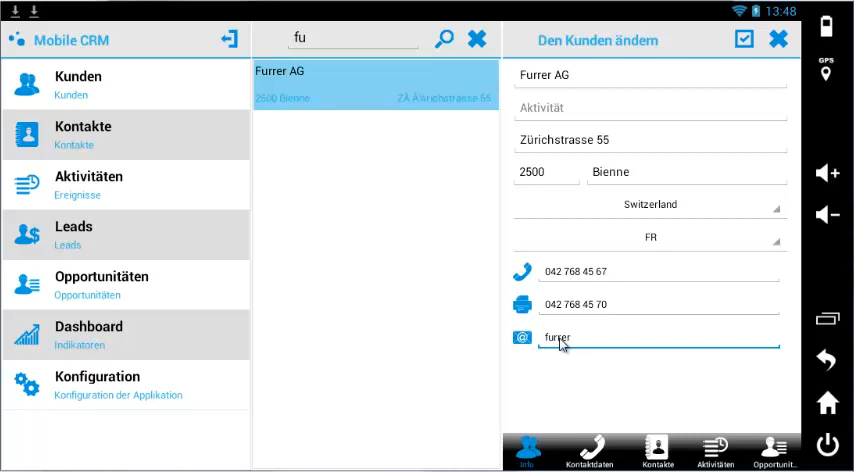 13:48
Mobile CRM
fu
Den Kunden ändern
GPS
Kunden
Kunden
Kontakte
Kontakte
Aktivitäten
Ereignisse
Leads
Leads
Opportunitäten
Opportunitäten
Dashboard
Indikatoren
Konfiguration
Konfiguration der Applikation
Furrer AG
2500 Bienne
ZÃ Â¼richstrasse 55
Furrer AG
Aktivität
Zürichstrasse 55
2500 Bienne
Switzerland
FR
042 768 45 67
042 768 45 70
furrer
Info Kontaktdaten Kontakte Aktivitäten Opportunit...